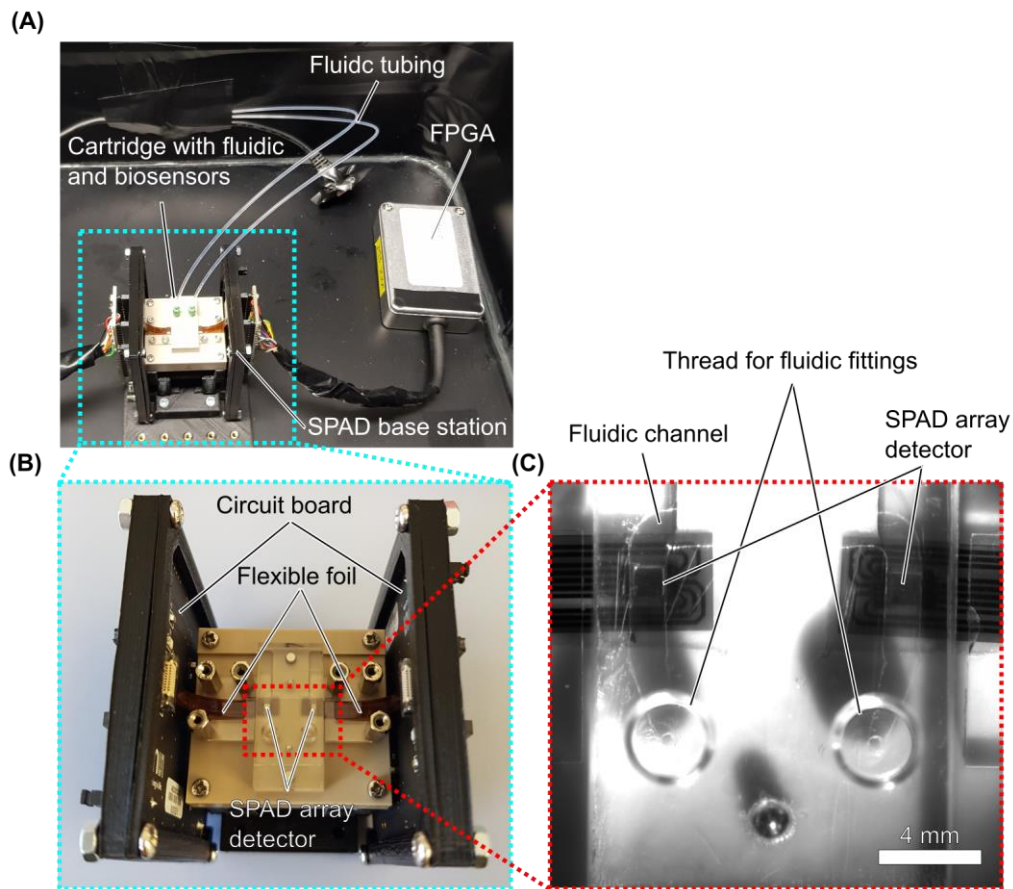 (A)
Fluidc tubing
FPGA
Cartridge with fluidic
and biosensors
SPAD base station
Thread for fluidic fittings
Fluidic channel
SPAD array
detector
(B)
Circuit board
Flexible foil
SPAD array
detector
(C)
4 mm